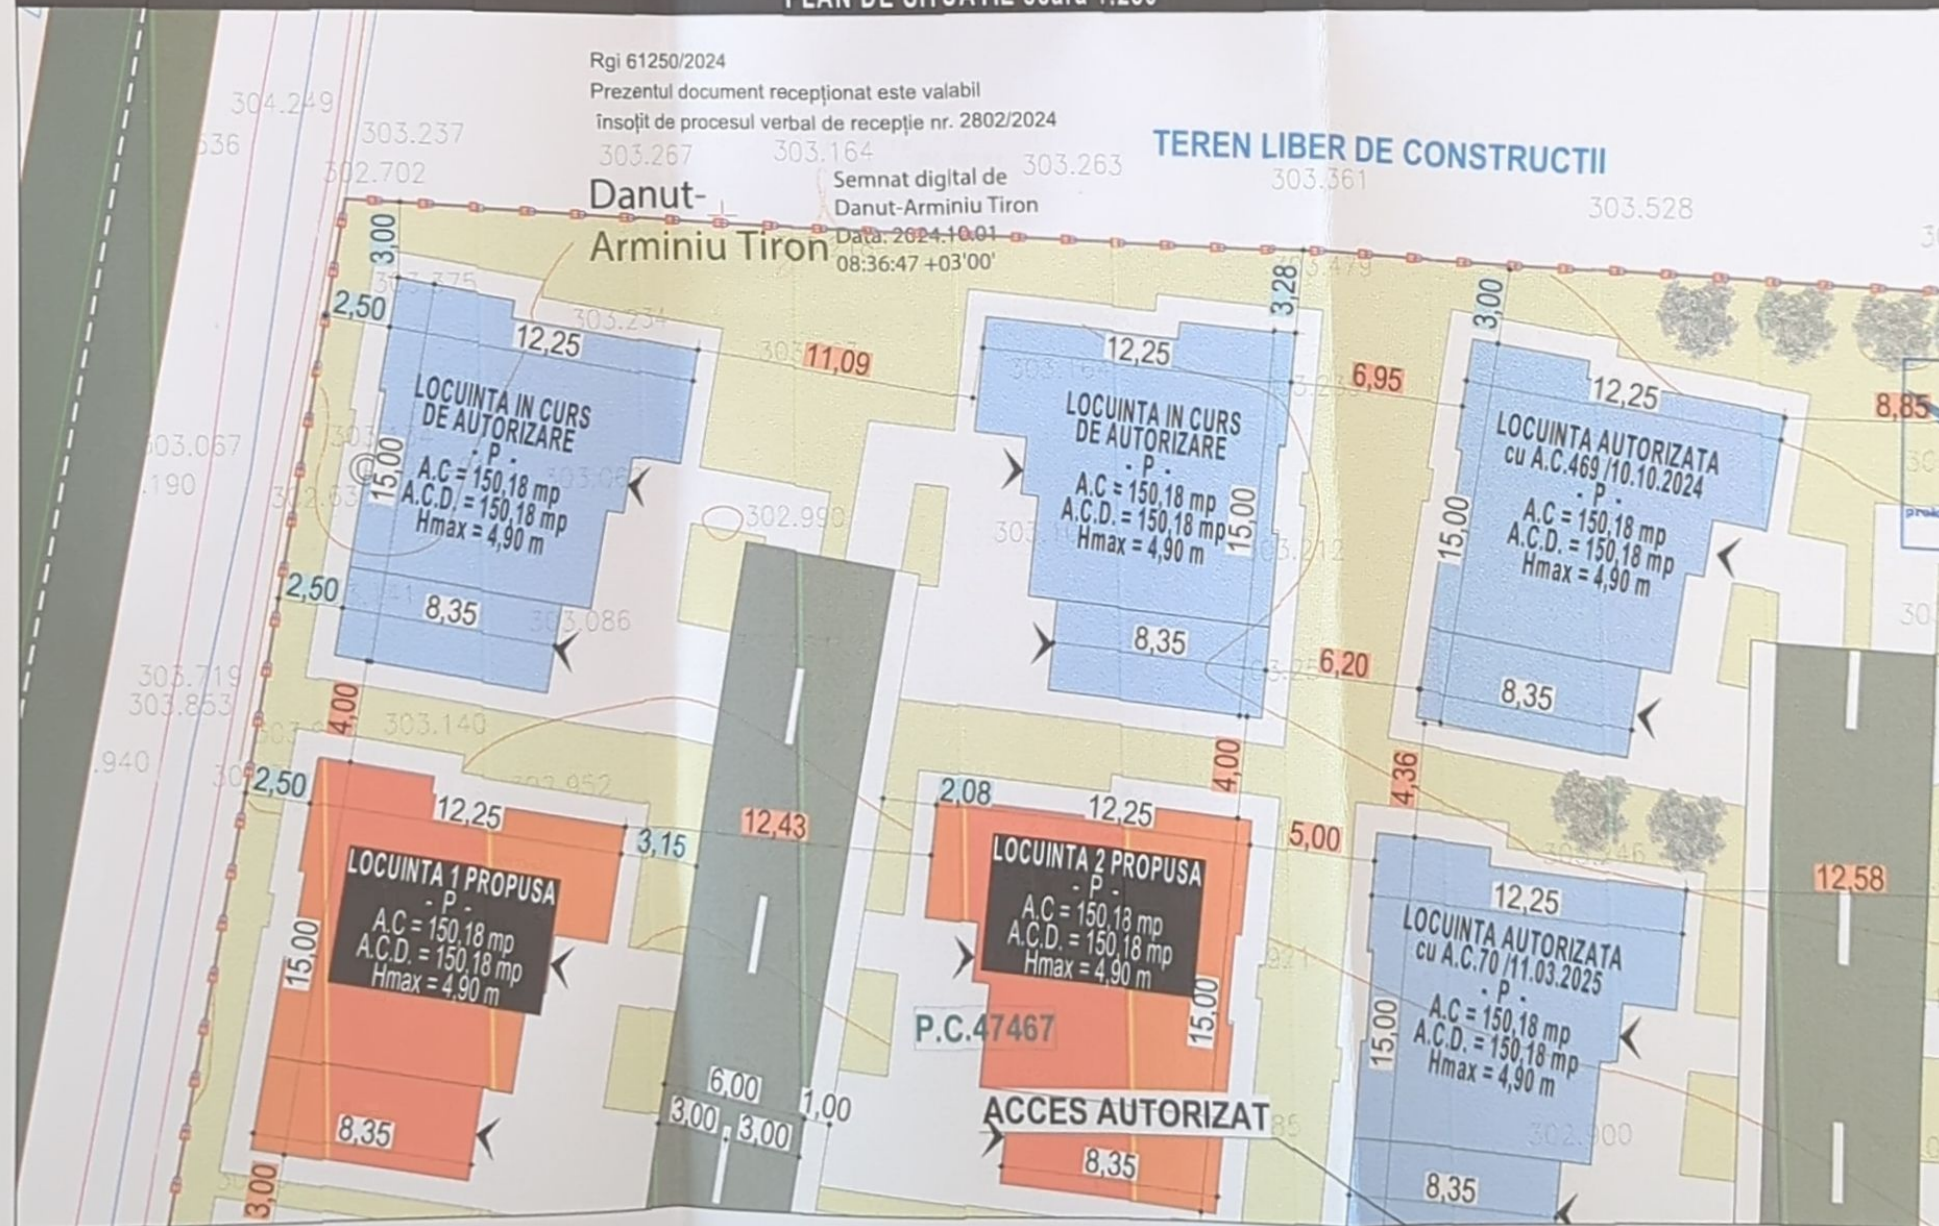 PLAN DE SITUATIE scara 1:250
Rgi 61250/2024
Prezentul document recepționat este valabil
însoțit de procesul verbal de recepție nr. 2802/2024
304.249
303.237
302.702
303.267
303.164
303.263
TEREN LIBER DE CONSTRUCTII
303.361
303.528
Danut-
Arminiu Tiron
Semnat digital de
Danut-Arminiu Tiron
Data: 2024.10.01
08:36:47 +03'00'
3,00
2,50
12,25
303.234
11,09
12,25
3,28
6,95
3,00
12,25
8,85
LOCUINTA IN CURS
DE AUTORIZARE
- P -
A.C = 150,18 mp
A.C.D. = 150,18 mp
Hmax = 4,90 m
15,00
2,50
8,35
303.086
302.990
LOCUINTA IN CURS
DE AUTORIZARE
- P -
A.C = 150,18 mp
A.C.D. = 150,18 mp
Hmax = 4,90 m
15,00
8,35
6,20
LOCUINTA AUTORIZATA
cu A.C.469 /10.10.2024
- P -
A.C = 150,18 mp
A.C.D. = 150,18 mp
Hmax = 4,90 m
15,00
8,35
303.067
.190
303.719
303.853
.940
4,00
303.140
2,50
12,25
3,15
12,43
2,08
12,25
4,00
5,00
4,36
12,25
12,58
LOCUINTA 1 PROPUSA
- P -
A.C = 150,18 mp
A.C.D. = 150,18 mp
Hmax = 4,90 m
15,00
8,35
3,00
LOCUINTA 2 PROPUSA
- P -
A.C = 150,18 mp
A.C.D. = 150,18 mp
Hmax = 4,90 m
15,00
P.C.47467
6,00
3,00
3,00
1,00
ACCES AUTORIZAT
8,35
LOCUINTA AUTORIZATA
cu A.C.70 /11.03.2025
- P -
A.C = 150,18 mp
A.C.D. = 150,18 mp
Hmax = 4,90 m
15,00
302.900
8,35